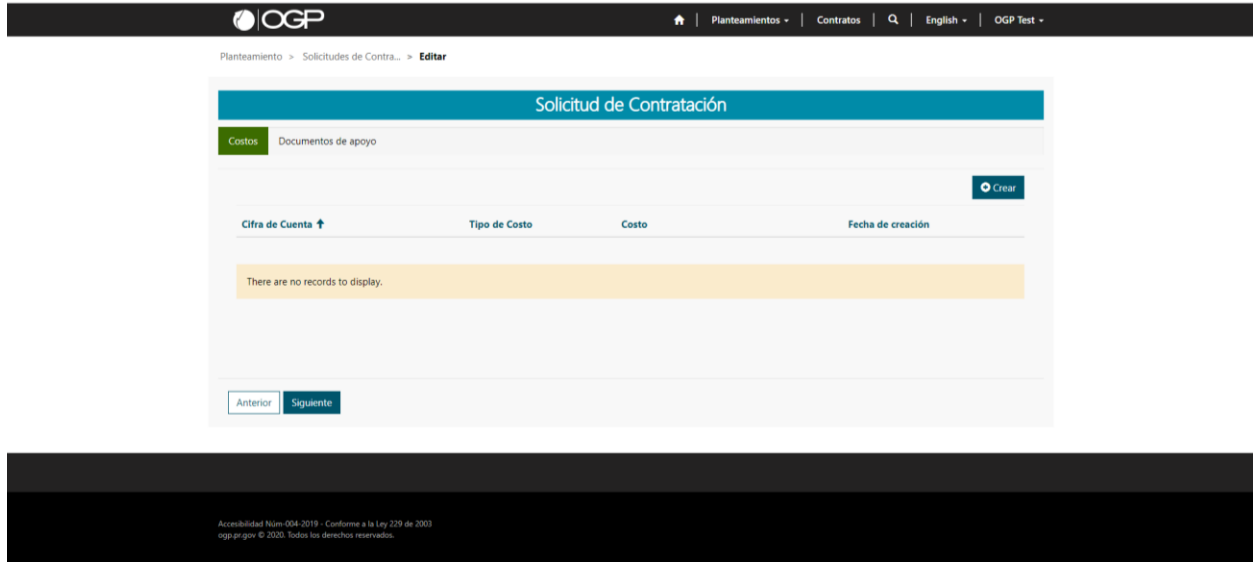 OGP
Planteamientos
Contratos
English
OGP Test
Planteamiento > Solicitudes de Contra... > Editar
Solicitud de Contratación
Costos
Documentos de apoyo
Crear
Cifra de Cuenta
Tipo de Costo
Costo
Fecha de creación
There are no records to display.
Anterior
Siguiente
Accesibilidad Núm-004-2019 - Conforme a la Ley 229 de 2003
ogp.pr.gov © 2020. Todos los derechos reservados.